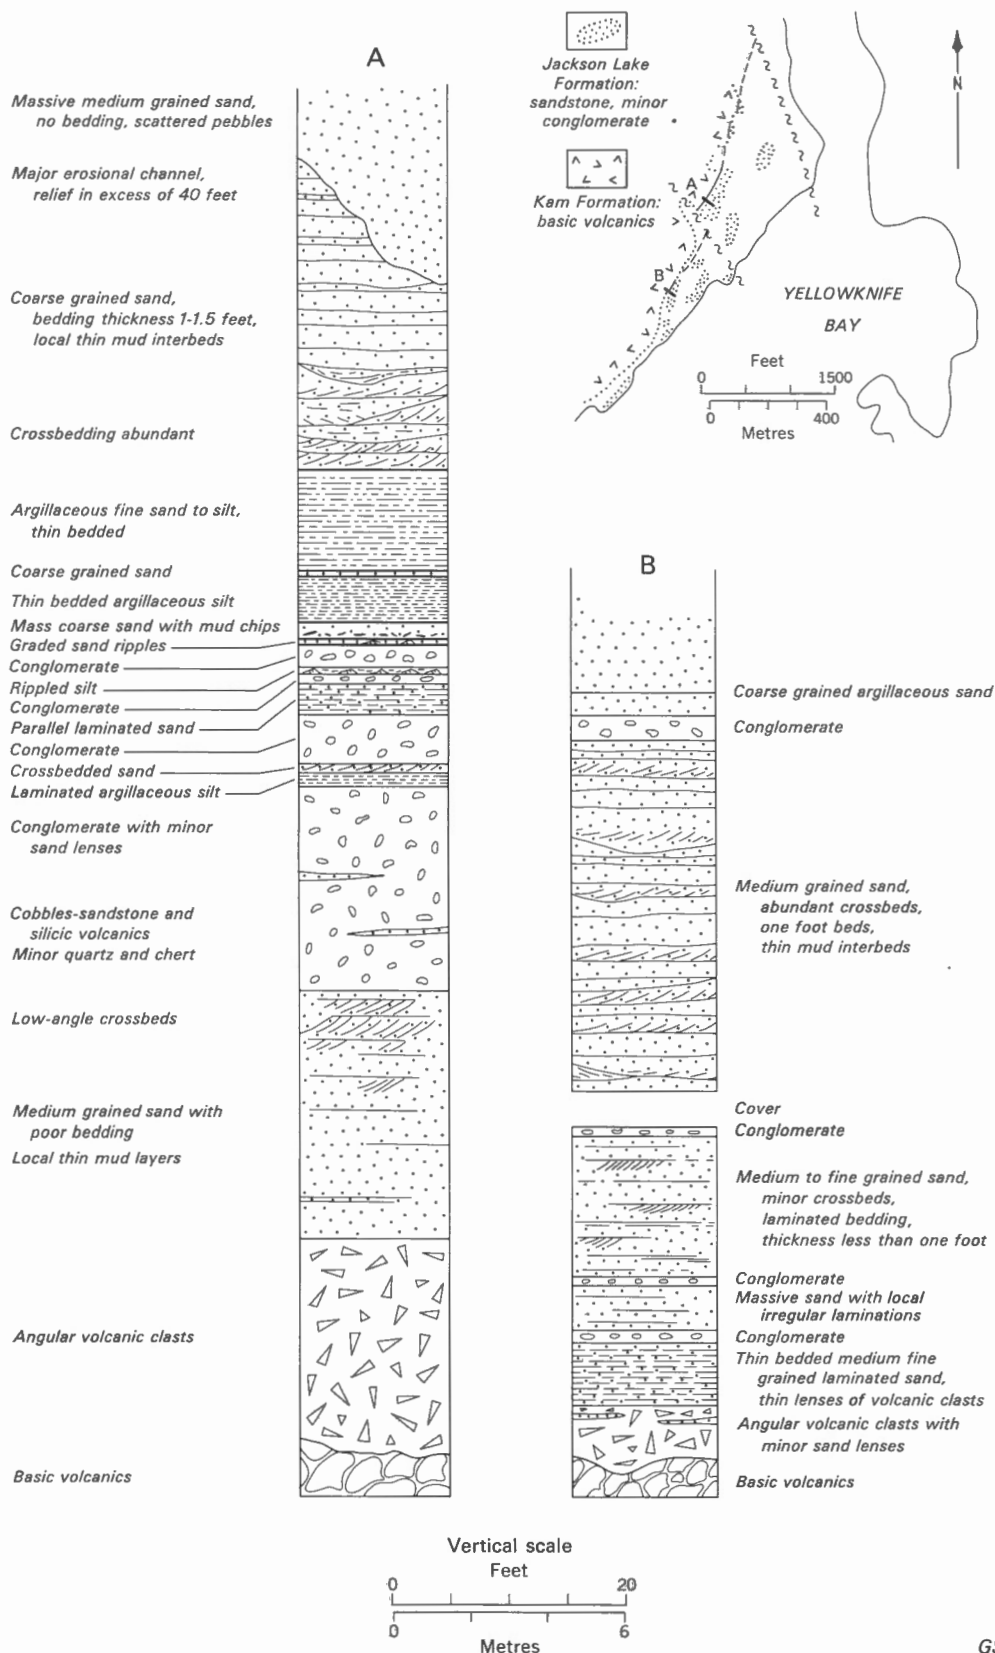 A
Massive medium grained sand,
no bedding, scattered pebbles
Major erosional channel,
relief in excess of 40 feet
Coarse grained sand,
bedding thickness 1-1.5 feet,
local thin mud interbeds
Crossbedding abundant
Argillaceous fine sand to silt,
thin bedded
Coarse grained sand
Thin bedded argillaceous silt
Mass coarse sand with mud chips
Graded sand ripples
Conglomerate
Rippled silt
Conglomerate
Parallel laminated sand
Conglomerate
Crossbedded sand
Laminated argillaceous silt
Conglomerate with minor
sand lenses
Cobbles-sandstone and
silicic volcanics
Minor quartz and chert
Low-angle crossbeds
Medium grained sand with
poor bedding
Local thin mud layers
Angular volcanic clasts
Basic volcanics
Jackson Lake
Formation:
sandstone, minor
conglomerate
Kam Formation:
basic volcanics
N
A
B
YELLOWKNIFE
BAY
Feet
0 1500
0 400
Metres
B
Coarse grained argillaceous sand
Conglomerate
Medium grained sand,
abundant crossbeds,
one foot beds,
thin mud interbeds
Cover
Conglomerate
Medium to fine grained sand,
minor crossbeds,
laminated bedding,
thickness less than one foot
Conglomerate
Massive sand with local
irregular laminations
Conglomerate
Thin bedded medium fine
grained laminated sand,
thin lenses of volcanic clasts
Angular volcanic clasts with
minor sand lenses
Basic volcanics
Vertical scale
Feet
0 20
0 6
Metres